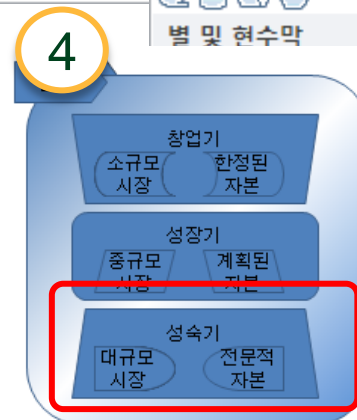 4
별 및 현수막
창업기
소규모 한정된
시장 자본
성장기
중규모 계획된
시장 자본
성숙기
대규모 전문적
시장 자본